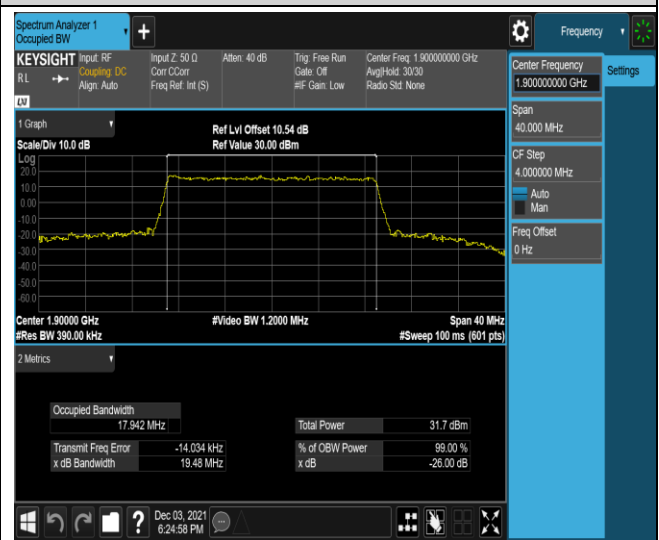 Spectrum Analyzer 1
Occupied BW
Frequency
KEYSIGHT
RL
LXI
Input: RF
Coupling: DC
Align: Auto
Input Z: 50 Ω
Corr CCorr
Freq Ref: Int (S)
Atten: 40 dB
Trig: Free Run
Gate: Off
#IF Gain: Low
Center Freq: 1.900000000 GHz
Avg|Hold: 30/30
Radio Std: None
Center Frequency
1.900000000 GHz
Settings
Span
40.000 MHz
CF Step
4.000000 MHz
Auto
Man
Freq Offset
0 Hz
1 Graph
Scale/Div 10.0 dB
Ref Lvl Offset 10.54 dB
Ref Value 30.00 dBm
Log
20.0
10.0
0.00
-10.0
-20.0
-30.0
-40.0
-50.0
-60.0
Center 1.90000 GHz
#Video BW 1.2000 MHz
Span 40 MHz
#Res BW 390.00 kHz
#Sweep 100 ms (601 pts)
2 Metrics
Occupied Bandwidth
17.942 MHz
Total Power 31.7 dBm
Transmit Freq Error -14.034 kHz
% of OBW Power 99.00 %
x dB Bandwidth 19.48 MHz
x dB -26.00 dB
?
Dec 03, 2021
6:24:58 PM